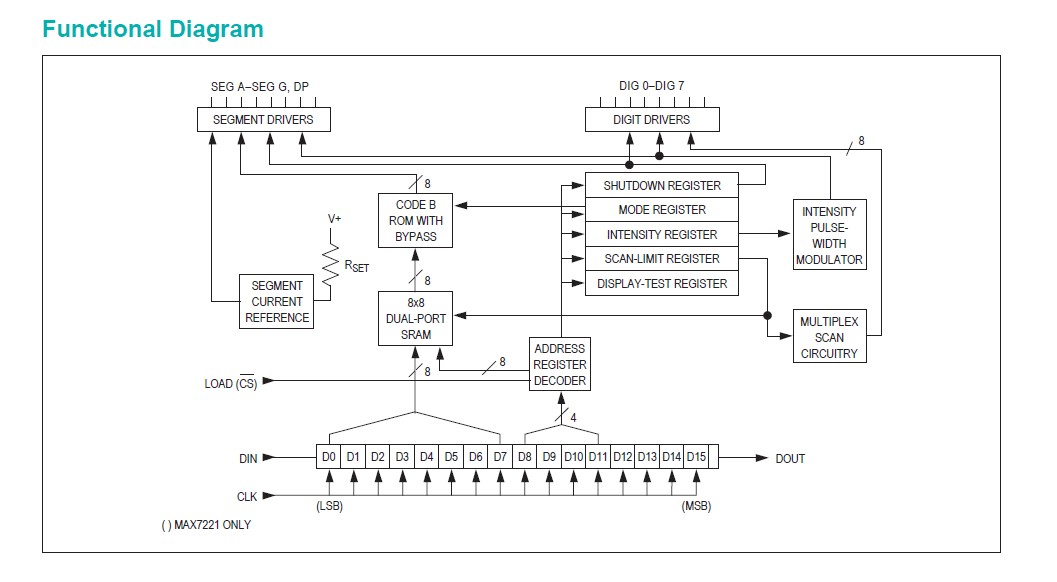 Functional Diagram
SEG A–SEG G, DP
DIG 0–DIG 7
SEGMENT DRIVERS
DIGIT DRIVERS
8
8
CODE B
ROM WITH
BYPASS
SHUTDOWN REGISTER
MODE REGISTER
INTENSITY REGISTER
SCAN-LIMIT REGISTER
DISPLAY-TEST REGISTER
INTENSITY
PULSE-
WIDTH
MODULATOR
V+
RSET
SEGMENT
CURRENT
REFERENCE
8
8x8
DUAL-PORT
SRAM
MULTIPLEX
SCAN
CIRCUITRY
ADDRESS
REGISTER
DECODER
8
8
LOAD (CS)
4
DIN
D0 D1 D2 D3 D4 D5 D6 D7 D8 D9 D10 D11 D12 D13 D14 D15
DOUT
CLK
(LSB)
(MSB)
( ) MAX7221 ONLY